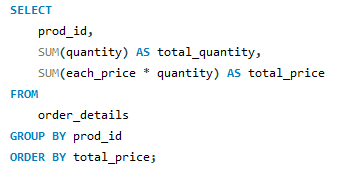 SELECT
    prod_id,
    SUM(quantity) AS total_quantity,
    SUM(each_price * quantity) AS total_price
FROM
    order_details
GROUP BY prod_id
ORDER BY total_price;